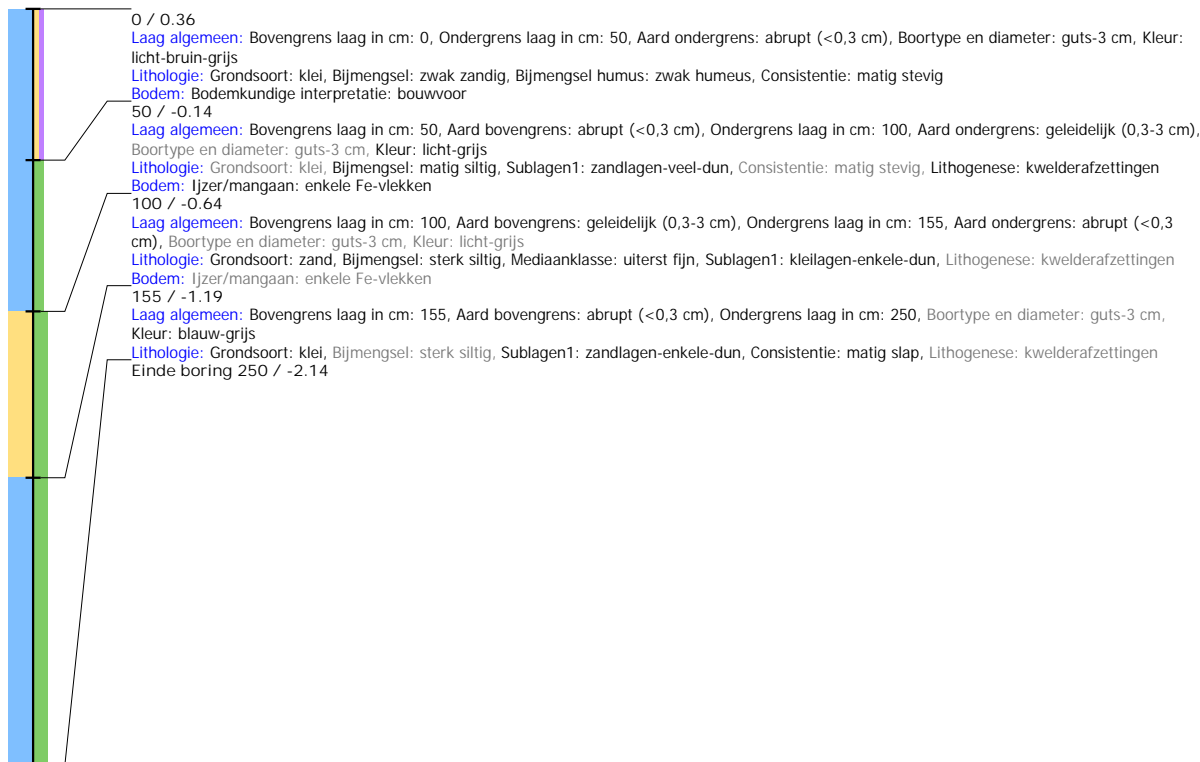 0 / 0.36
Laag algemeen: Bovengrens laag in cm: 0, Ondergrens laag in cm: 50, Aard ondergrens: abrupt (<0,3 cm), Boortype en diameter: guts-3 cm, Kleur:
licht-bruin-grijs
Lithologie: Grondsoort: klei, Bijmengsel: zwak zandig, Bijmengsel humus: zwak humeus, Consistentie: matig stevig
Bodem: Bodemkundige interpretatie: bouwvoor
50 / -0.14
Laag algemeen: Bovengrens laag in cm: 50, Aard bovengrens: abrupt (<0,3 cm), Ondergrens laag in cm: 100, Aard ondergrens: geleidelijk (0,3-3 cm),
Boortype en diameter: guts-3 cm, Kleur: licht-grijs
Lithologie: Grondsoort: klei, Bijmengsel: matig siltig, Sublagen1: zandlagen-veel-dun, Consistentie: matig stevig, Lithogenese: kwelderafzettingen
Bodem: Ijzer/mangaan: enkele Fe-vlekken
100 / -0.64
Laag algemeen: Bovengrens laag in cm: 100, Aard bovengrens: geleidelijk (0,3-3 cm), Ondergrens laag in cm: 155, Aard ondergrens: abrupt (<0,3
cm), Boortype en diameter: guts-3 cm, Kleur: licht-grijs
Lithologie: Grondsoort: zand, Bijmengsel: sterk siltig, Mediaanklasse: uiterst fijn, Sublagen1: kleilagen-enkele-dun, Lithogenese: kwelderafzettingen
Bodem: Ijzer/mangaan: enkele Fe-vlekken
155 / -1.19
Laag algemeen: Bovengrens laag in cm: 155, Aard bovengrens: abrupt (<0,3 cm), Ondergrens laag in cm: 250, Boortype en diameter: guts-3 cm,
Kleur: blauw-grijs
Lithologie: Grondsoort: klei, Bijmengsel: sterk siltig, Sublagen1: zandlagen-enkele-dun, Consistentie: matig slap, Lithogenese: kwelderafzettingen
Einde boring 250 / -2.14